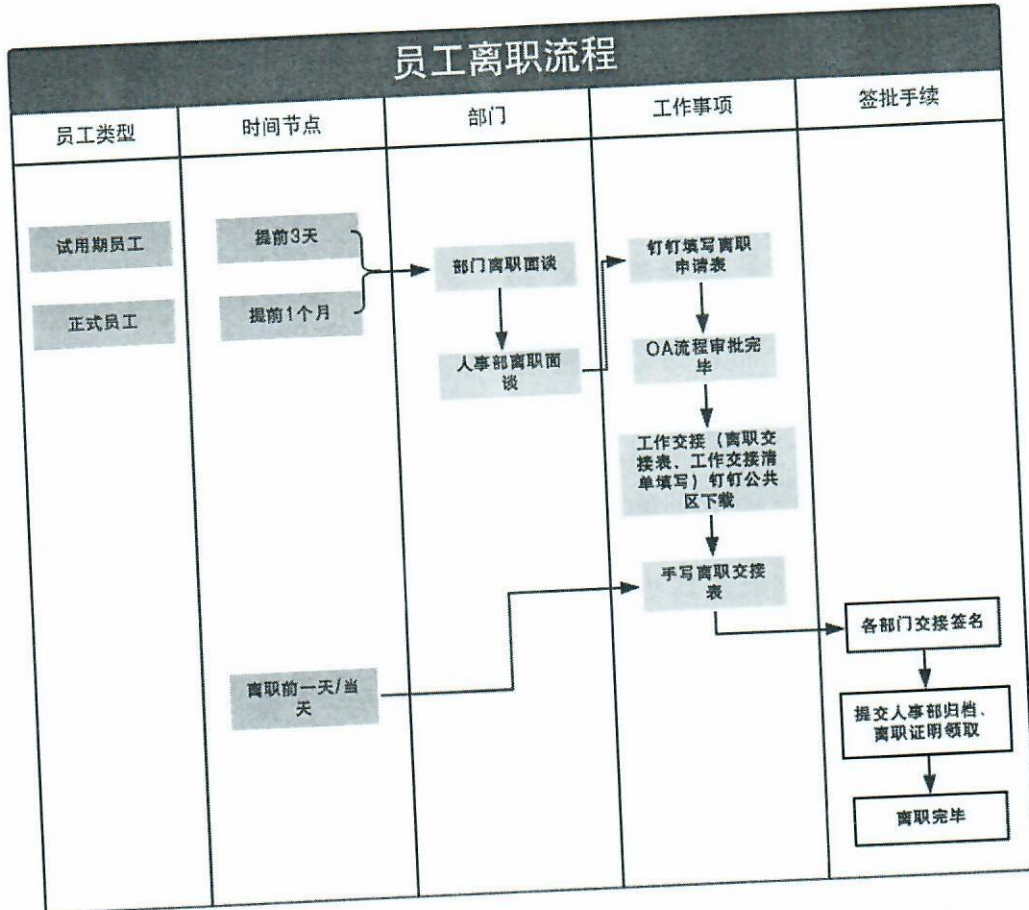 员工离职流程
员工类型
时间节点
部门
工作事项
签批手续
试用期员工
提前3天
正式员工
提前1个月
部门离职面谈
人事部离职面
谈
钉钉填写离职
申请表
OA流程审批完
毕
工作交接（离职交
接表、工作交接清
单填写）钉钉公共
区下载
手写离职交接
表
离职前一天/当
天
各部门交接签名
提交人事部归档、
离职证明领取
离职完毕